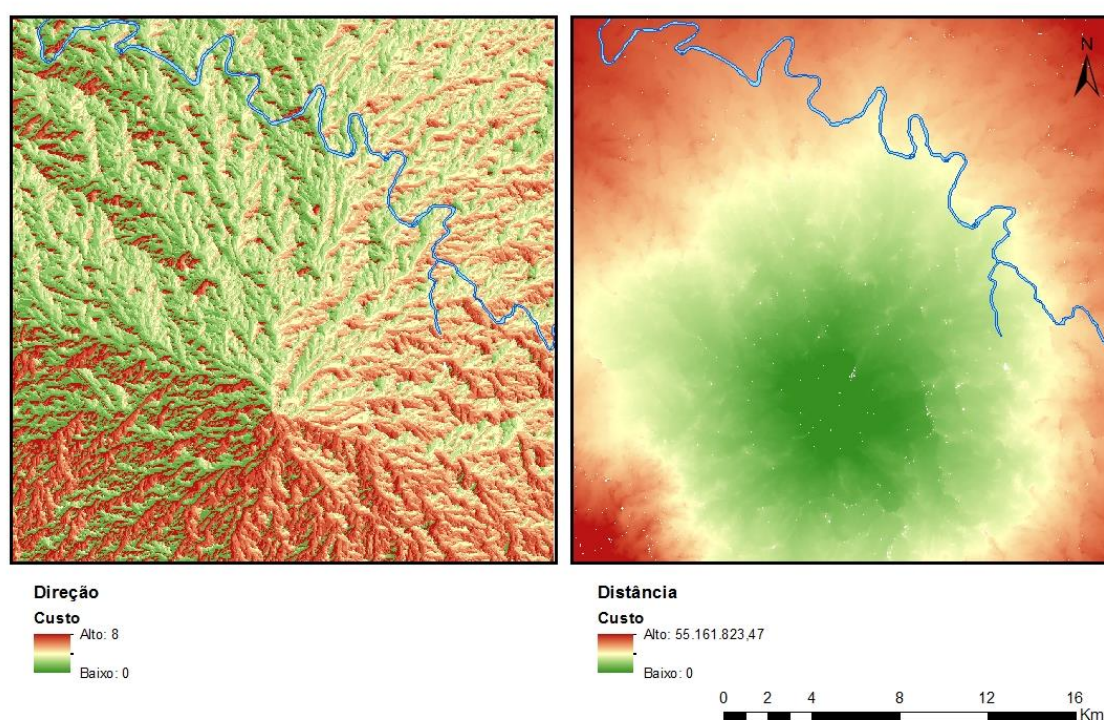 N
Direção
Custo
Alto: 8
Baixo: 0
Distância
Custo
Alto: 55.161.823,47
Baixo: 0
0 2 4 8 12 16
Km